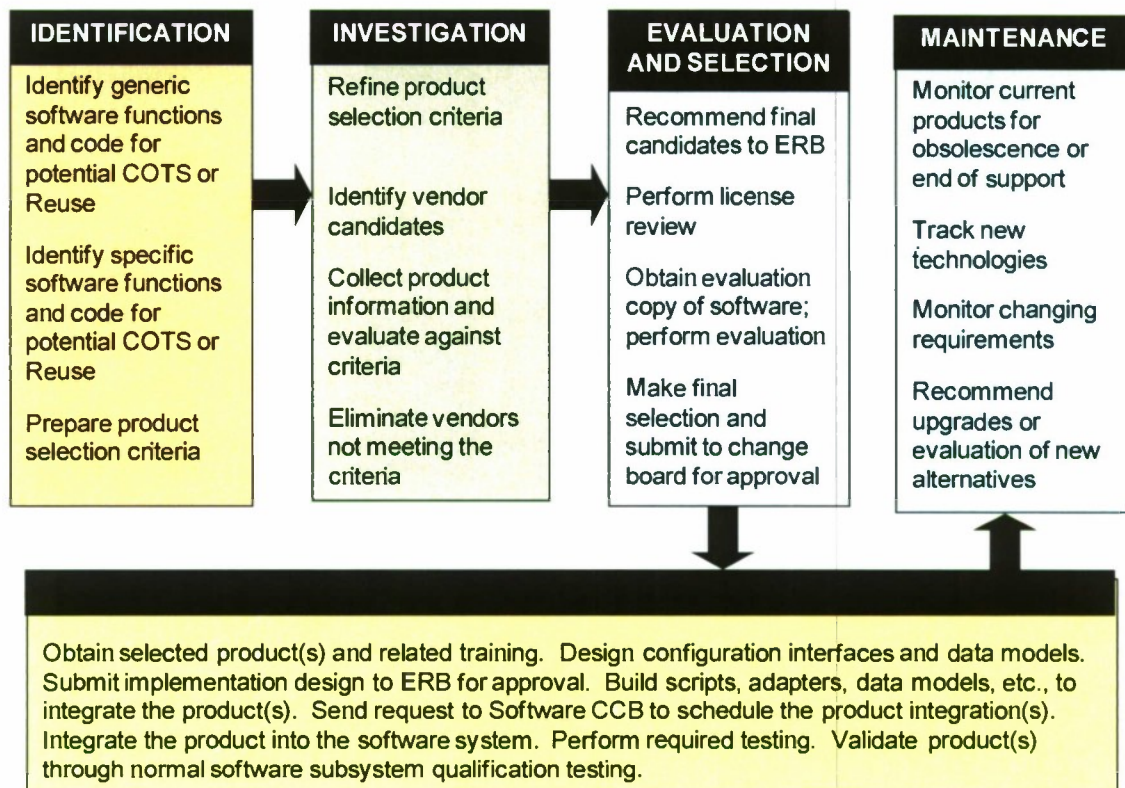 IDENTIFICATION
Identify generic
software functions
and code for
potential COTS or
Reuse
Identify specific
software functions
and code for
potential COTS or
Reuse
Prepare product
selection criteria
INVESTIGATION
Refine product
selection criteria
Identify vendor
candidates
Collect product
information and
evaluate against
criteria
Eliminate vendors
not meeting the
criteria
EVALUATION
AND SELECTION
Recommend final
candidates to ERB
Perform license
review
Obtain evaluation
copy of software;
perform evaluation
Make final
selection and
submit to change
board for approval
MAINTENANCE
Monitor current
products for
obsolescence or
end of support
Track new
technologies
Monitor changing
requirements
Recommend
upgrades or
evaluation of new
alternatives
Obtain selected product(s) and related training. Design configuration interfaces and data models.
Submit implementation design to ERB for approval. Build scripts, adapters, data models, etc., to
integrate the product(s). Send request to Software CCB to schedule the product integration(s).
Integrate the product into the software system. Perform required testing. Validate product(s)
through normal software subsystem qualification testing.